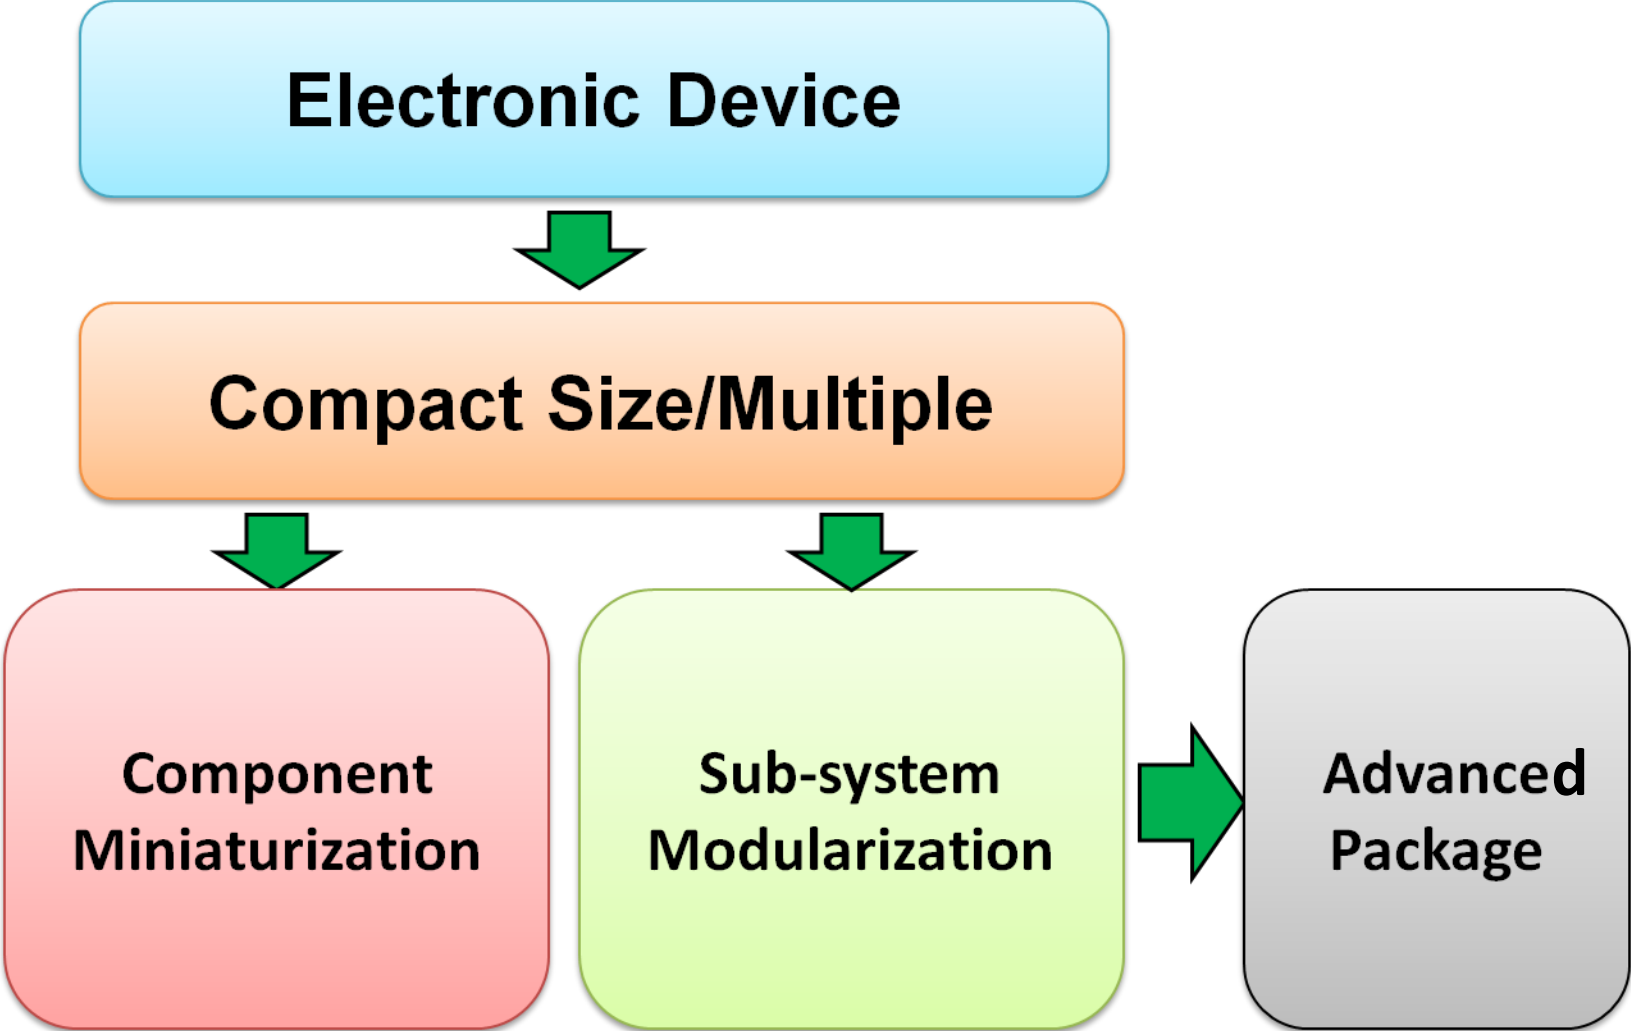 Electronic Device
Compact Size/Multiple
Component
Miniaturization
Sub-system
Modularization
Advanced
Package